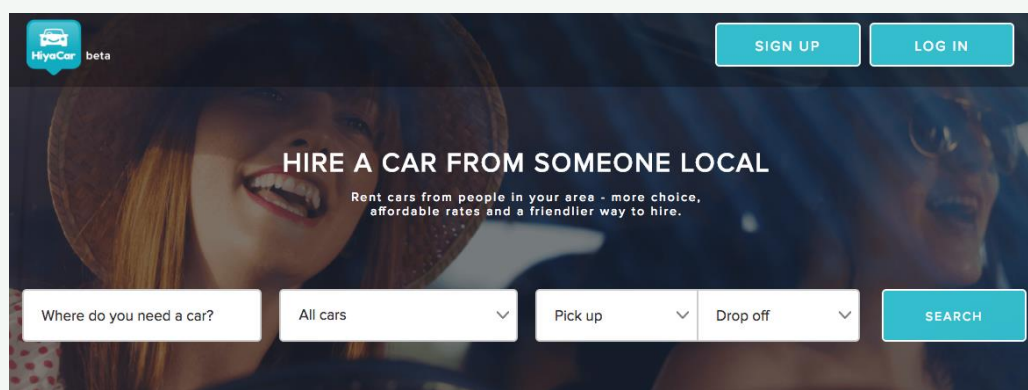 HiyaCar beta
SIGN UP
LOG IN
HIRE A CAR FROM SOMEONE LOCAL
Rent cars from people in your area - more choice,
affordable rates and a friendlier way to hire.
Where do you need a car?
All cars
Pick up
Drop off
SEARCH